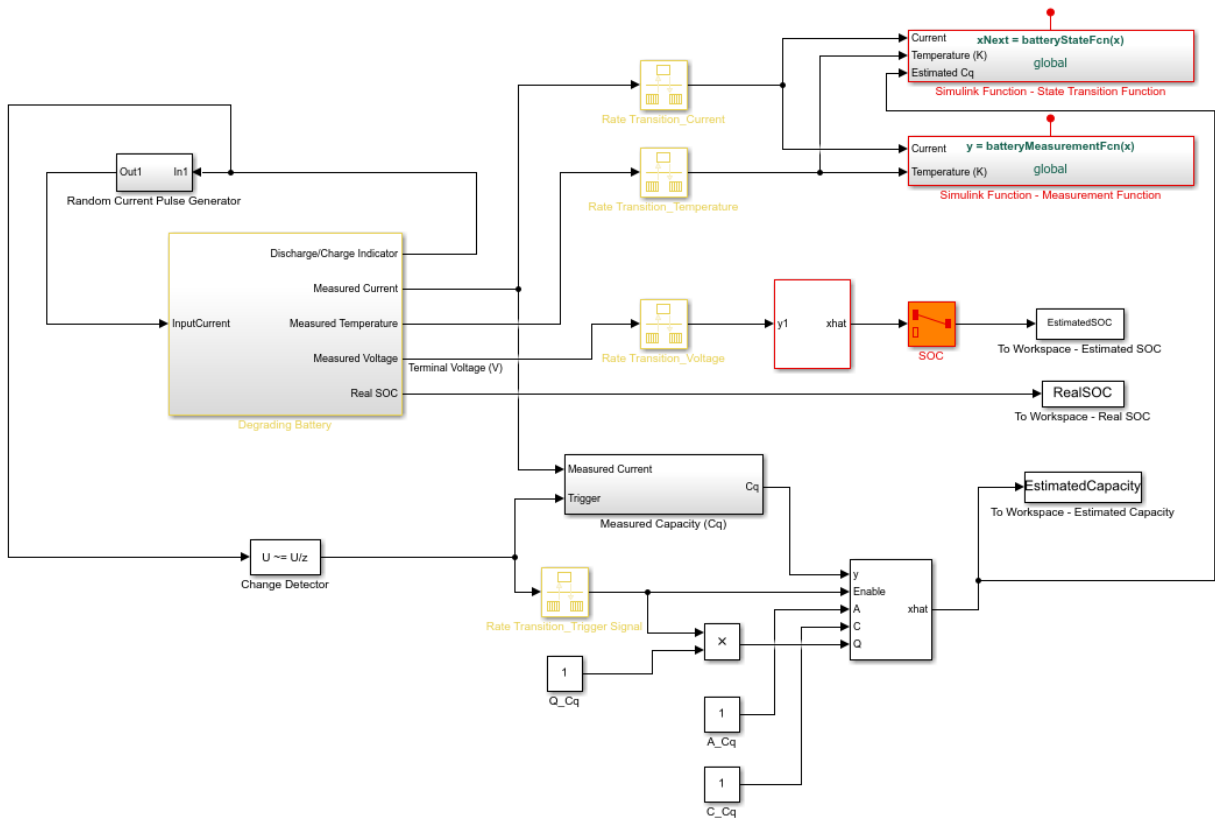 Current
xNext = batteryStateFcn(x)
Temperature (K)
global
Estimated Cq
Simulink Function - State Transition Function
Rate Transition_Current
Current
y = batteryMeasurementFcn(x)
Temperature (K)
global
Simulink Function - Measurement Function
Out1
In1
Random Current Pulse Generator
Rate Transition_Temperature
Discharge/Charge Indicator
Measured Current
InputCurrent
Measured Temperature
Measured Voltage
Real SOC
Degrading Battery
Terminal Voltage (V)
Rate Transition_Voltage
y1
xhat
SOC
EstimatedSOC
To Workspace - Estimated SOC
RealSOC
To Workspace - Real SOC
Measured Current
Trigger
Cq
Measured Capacity (Cq)
EstimatedCapacity
To Workspace - Estimated Capacity
U ~= U/z
Change Detector
Rate Transition_Trigger Signal
y
Enable
A
C
Q
xhat
×
1
Q_Cq
1
A_Cq
1
C_Cq